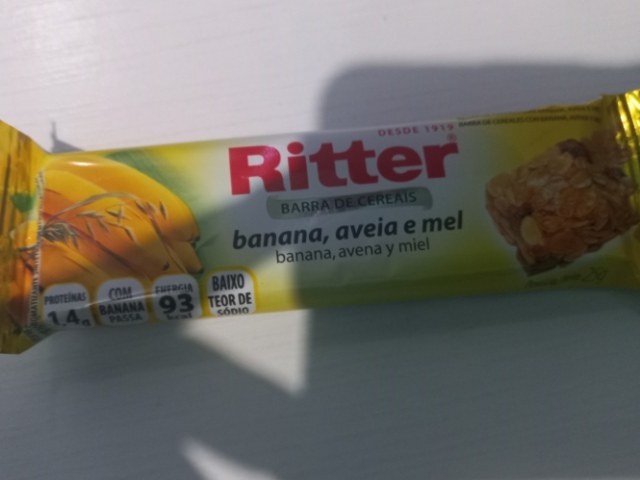 DESDE 1919
Ritter
BARRA DE CEREAIS
banana, aveia e mel
banana, avena y miel
PROTEÍNAS
1,4g
COM
BANANA
PASSA
ENERGIA
93
kcal
BAIXO
TEOR DE
SÓDIO